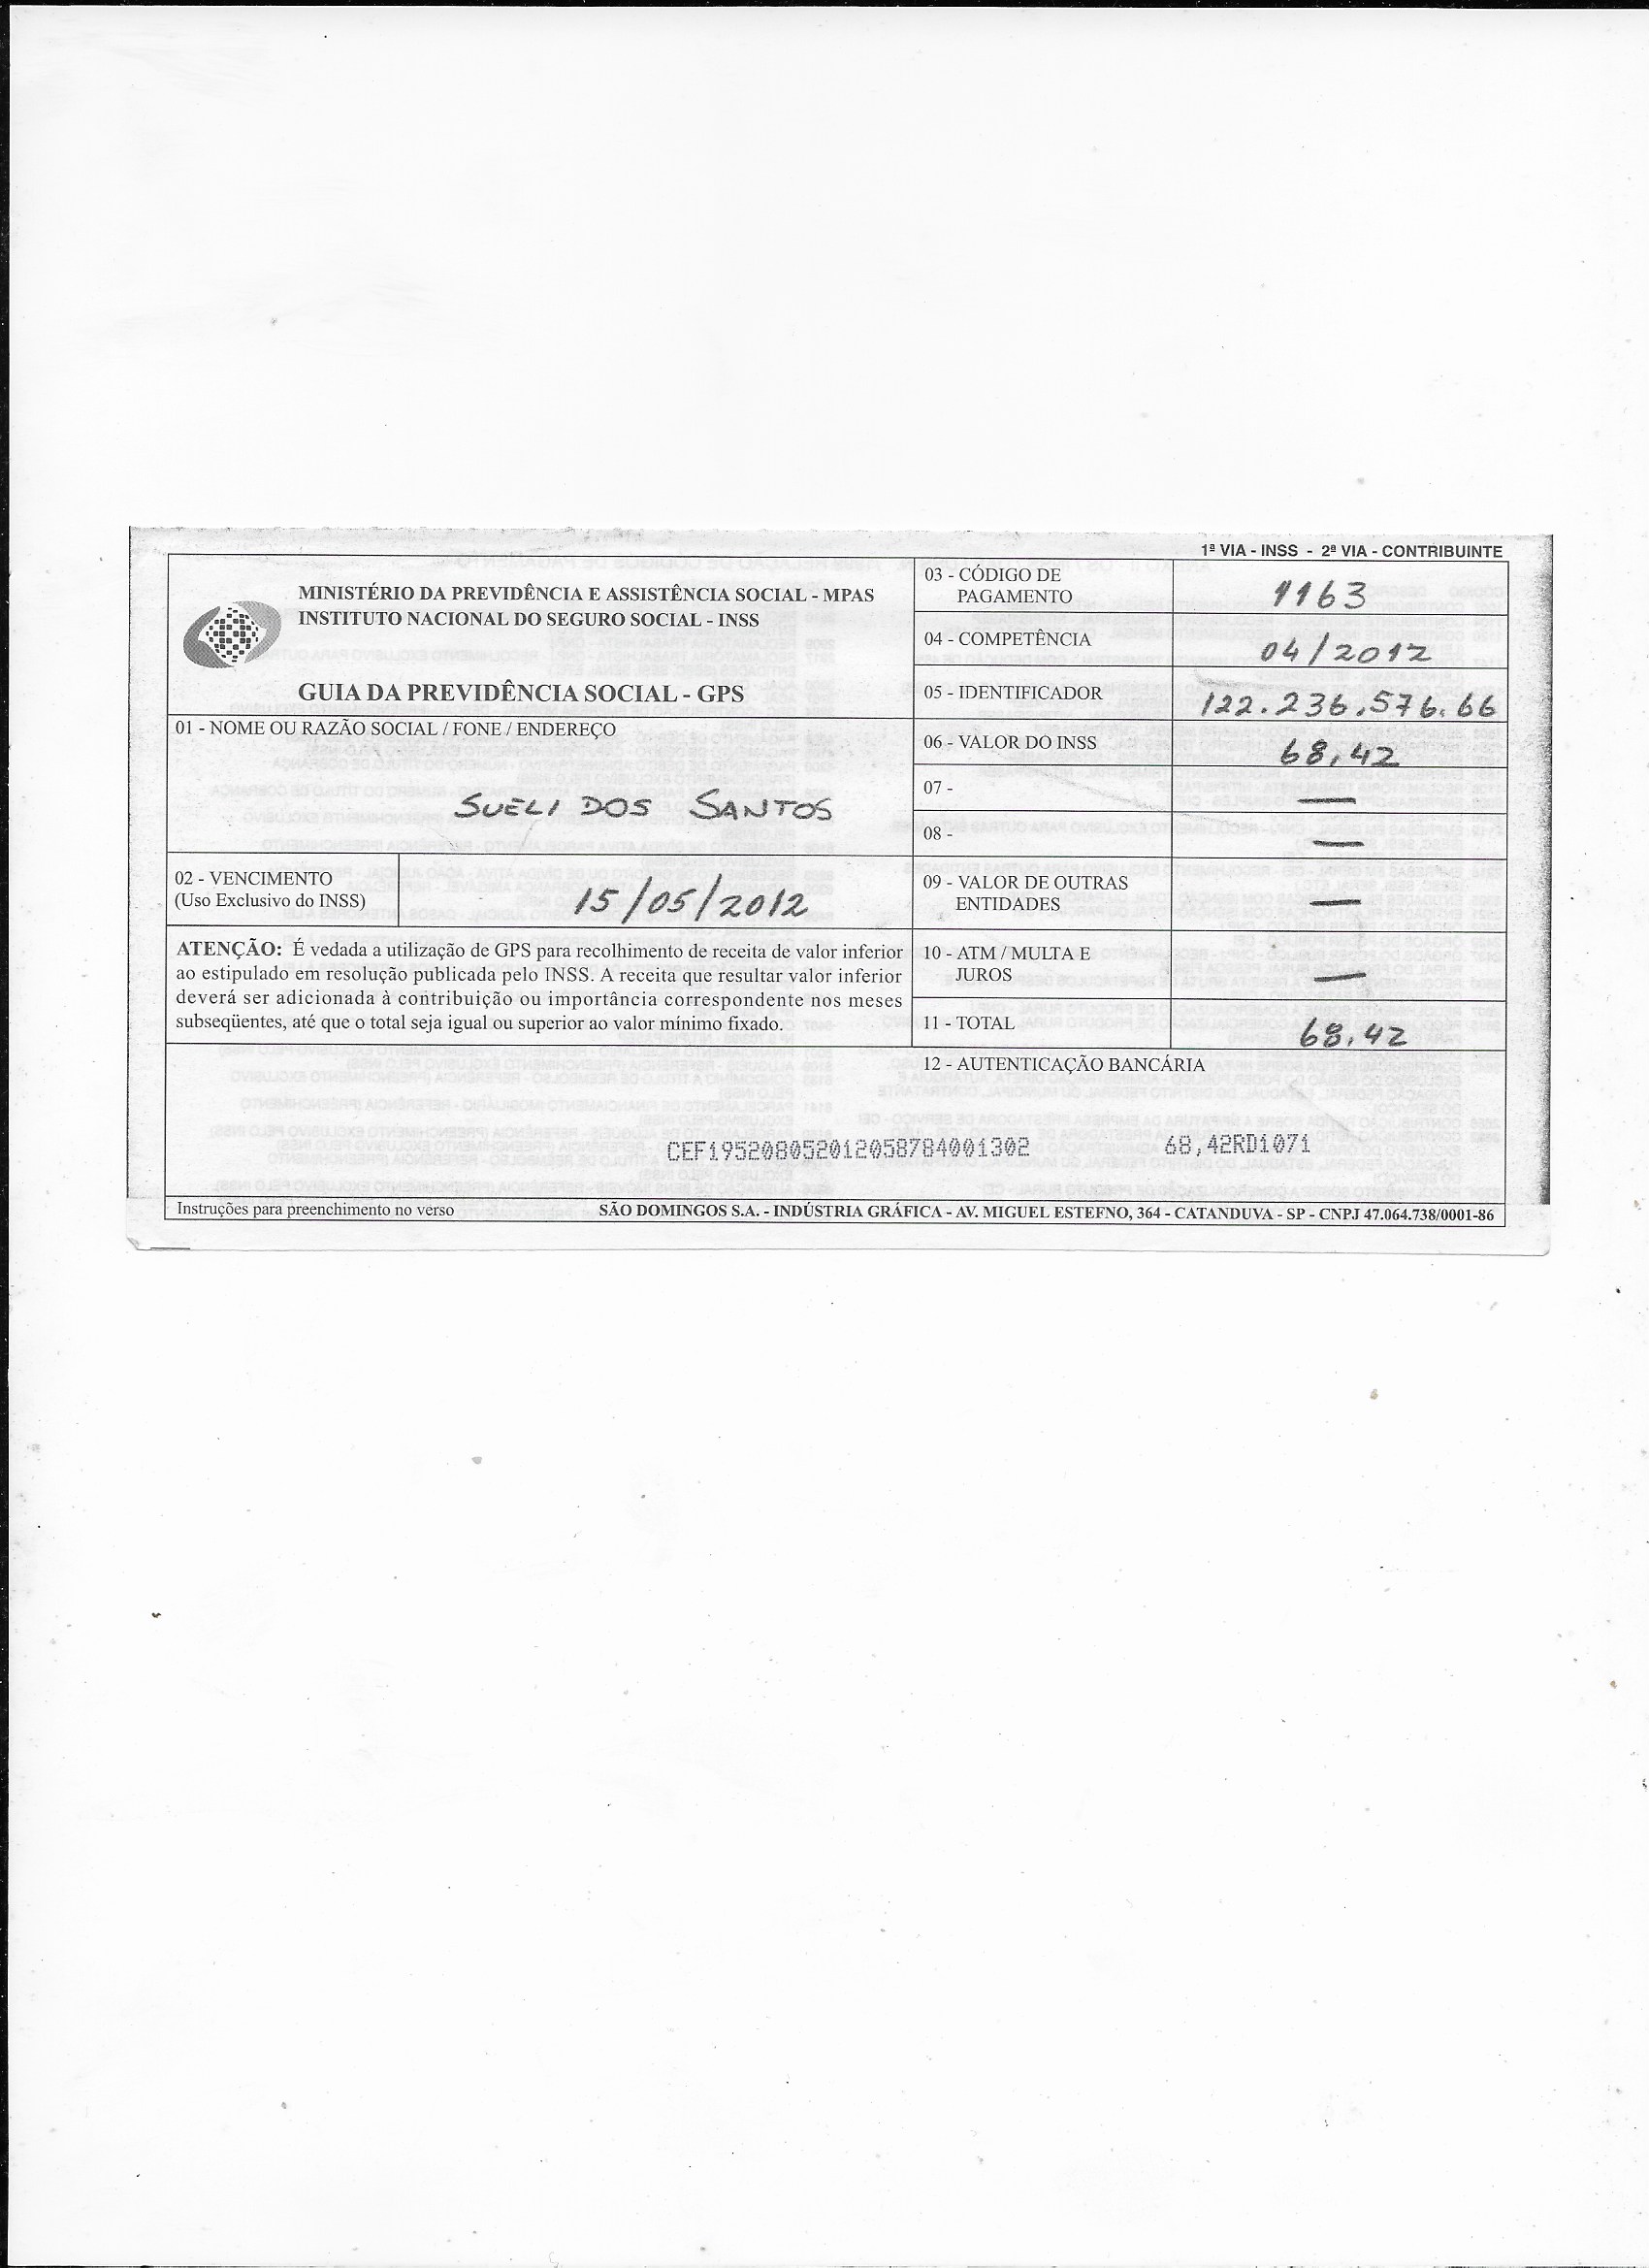 1ª VIA - INSS - 2ª VIA - CONTRIBUINTE
MINISTÉRIO DA PREVIDÊNCIA E ASSISTÊNCIA SOCIAL - MPAS
INSTITUTO NACIONAL DO SEGURO SOCIAL - INSS
GUIA DA PREVIDÊNCIA SOCIAL - GPS
03 - CÓDIGO DE
PAGAMENTO
1163
04 - COMPETÊNCIA
04/2012
05 - IDENTIFICADOR
122.236.576.66
01 - NOME OU RAZÃO SOCIAL / FONE / ENDEREÇO
SUELI DOS SANTOS
06 - VALOR DO INSS
68,42
07 -
—
08 -
—
02 - VENCIMENTO
(Uso Exclusivo do INSS)
15/05/2012
09 - VALOR DE OUTRAS
ENTIDADES
—
ATENÇÃO: É vedada a utilização de GPS para recolhimento de receita de valor inferior
ao estipulado em resolução publicada pelo INSS. A receita que resultar valor inferior
deverá ser adicionada à contribuição ou importância correspondente nos meses
subseqüentes, até que o total seja igual ou superior ao valor mínimo fixado.
10 - ATM / MULTA E
JUROS
—
11 - TOTAL
68,42
12 - AUTENTICAÇÃO BANCÁRIA
CEF195208052012058784001302 68,42RD1071
Instruções para preenchimento no verso
SÃO DOMINGOS S.A. - INDÚSTRIA GRÁFICA - AV. MIGUEL ESTEFNO, 364 - CATANDUVA - SP - CNPJ 47.064.738/0001-86